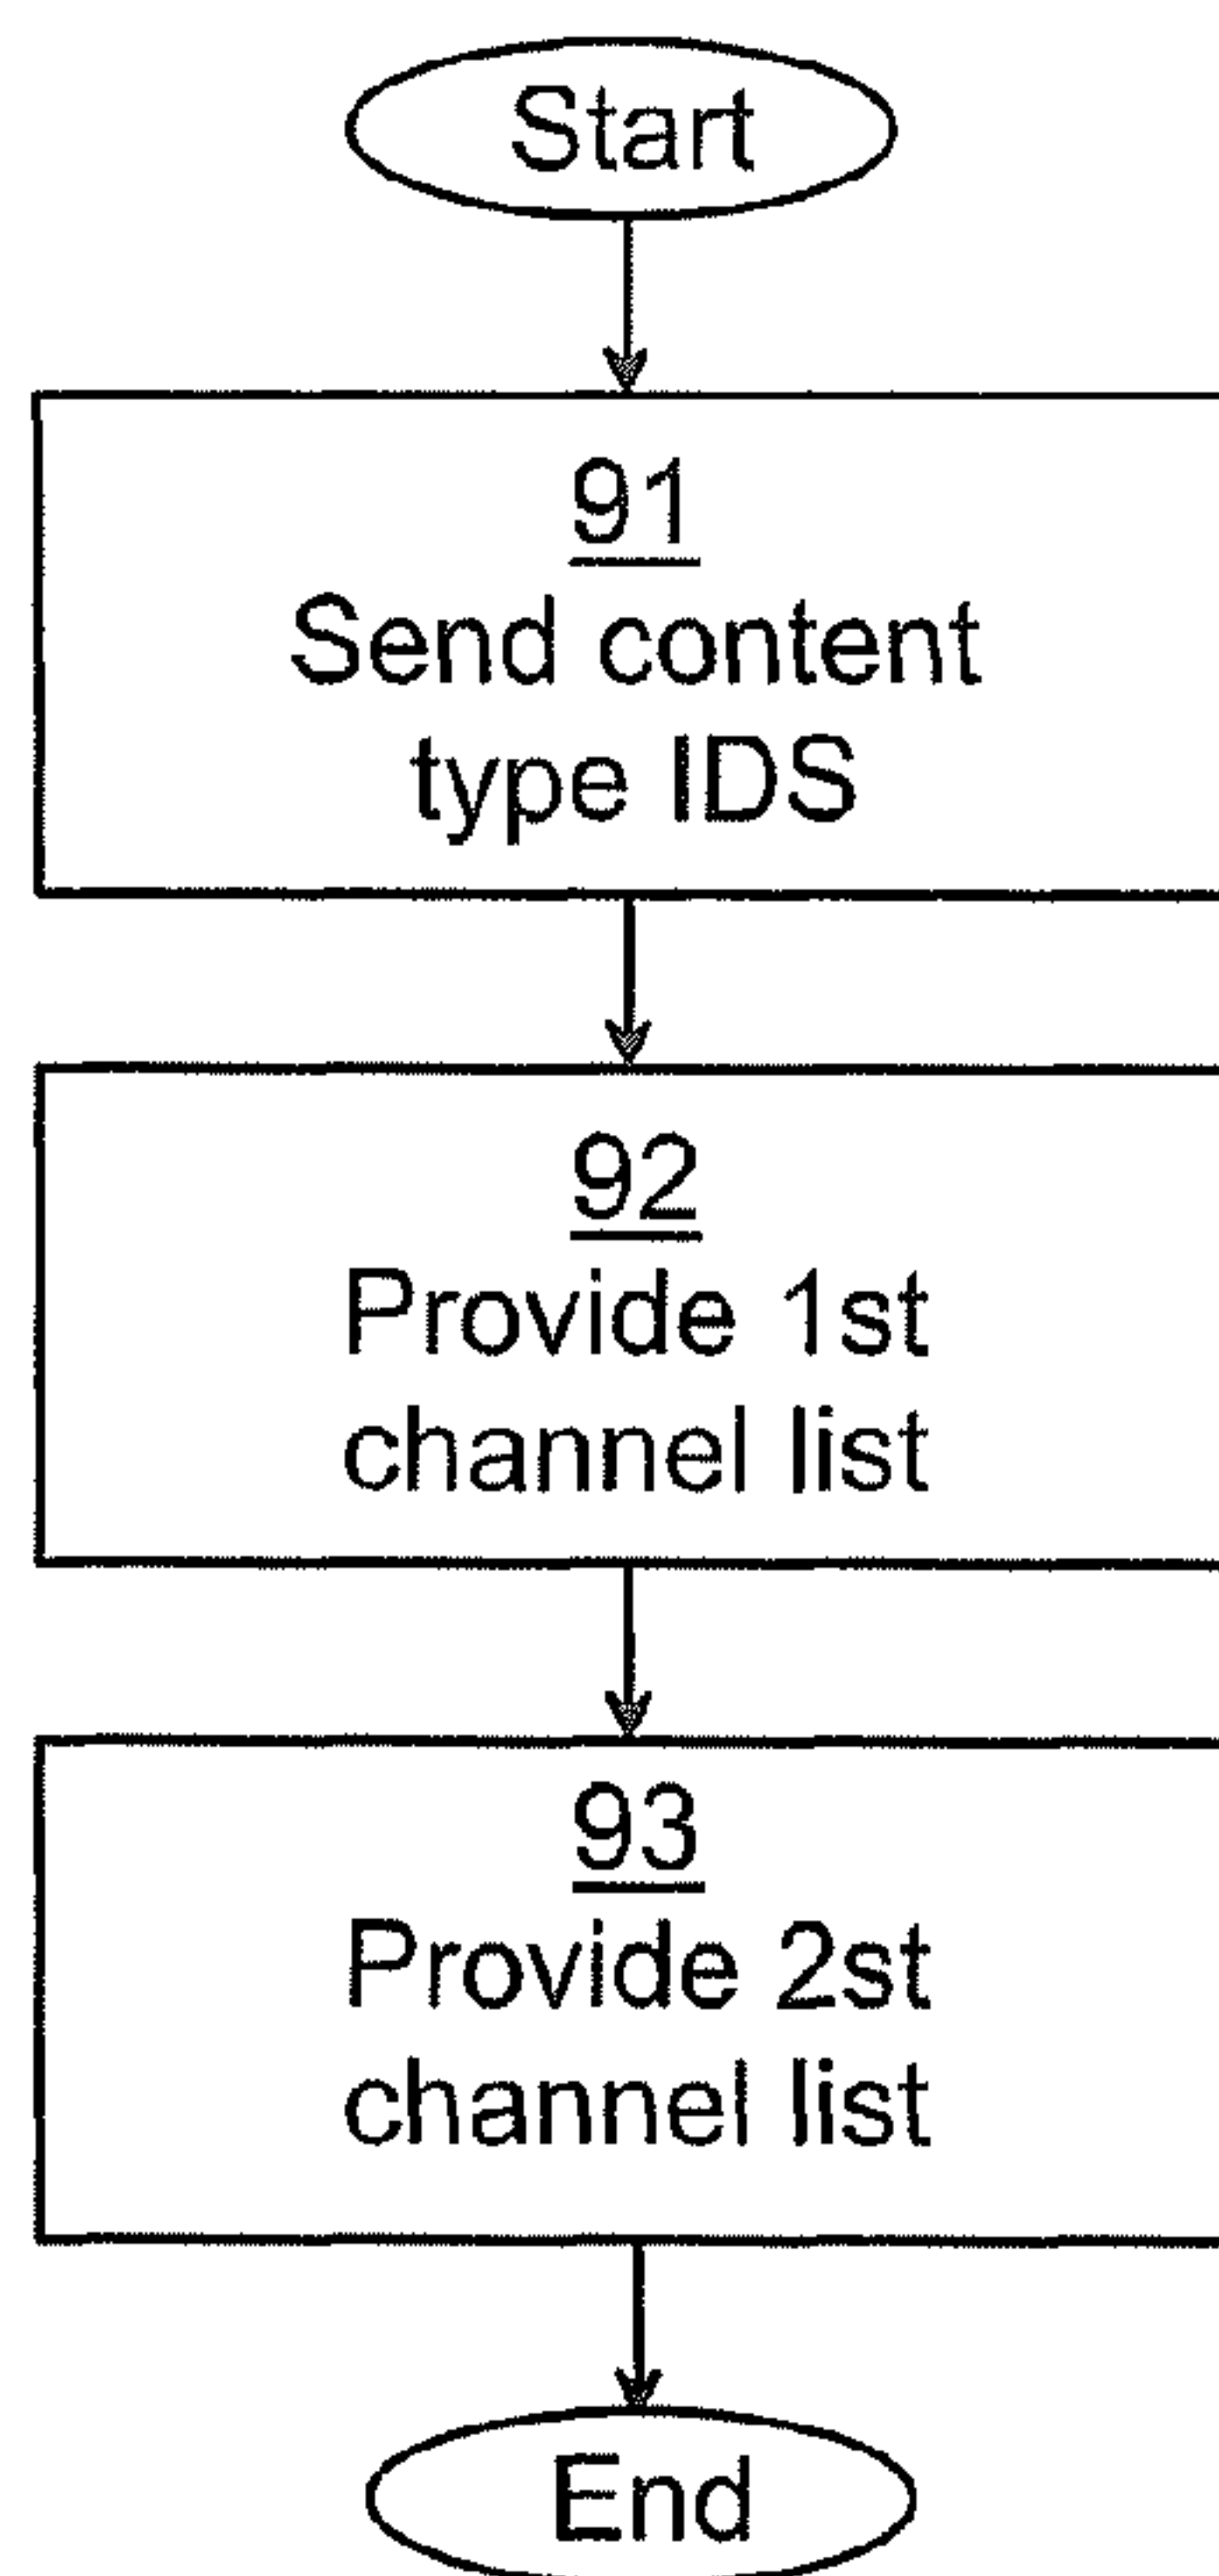 Start
91
Send content
type IDS
92
Provide 1st
channel list
93
Provide 2st
channel list
End